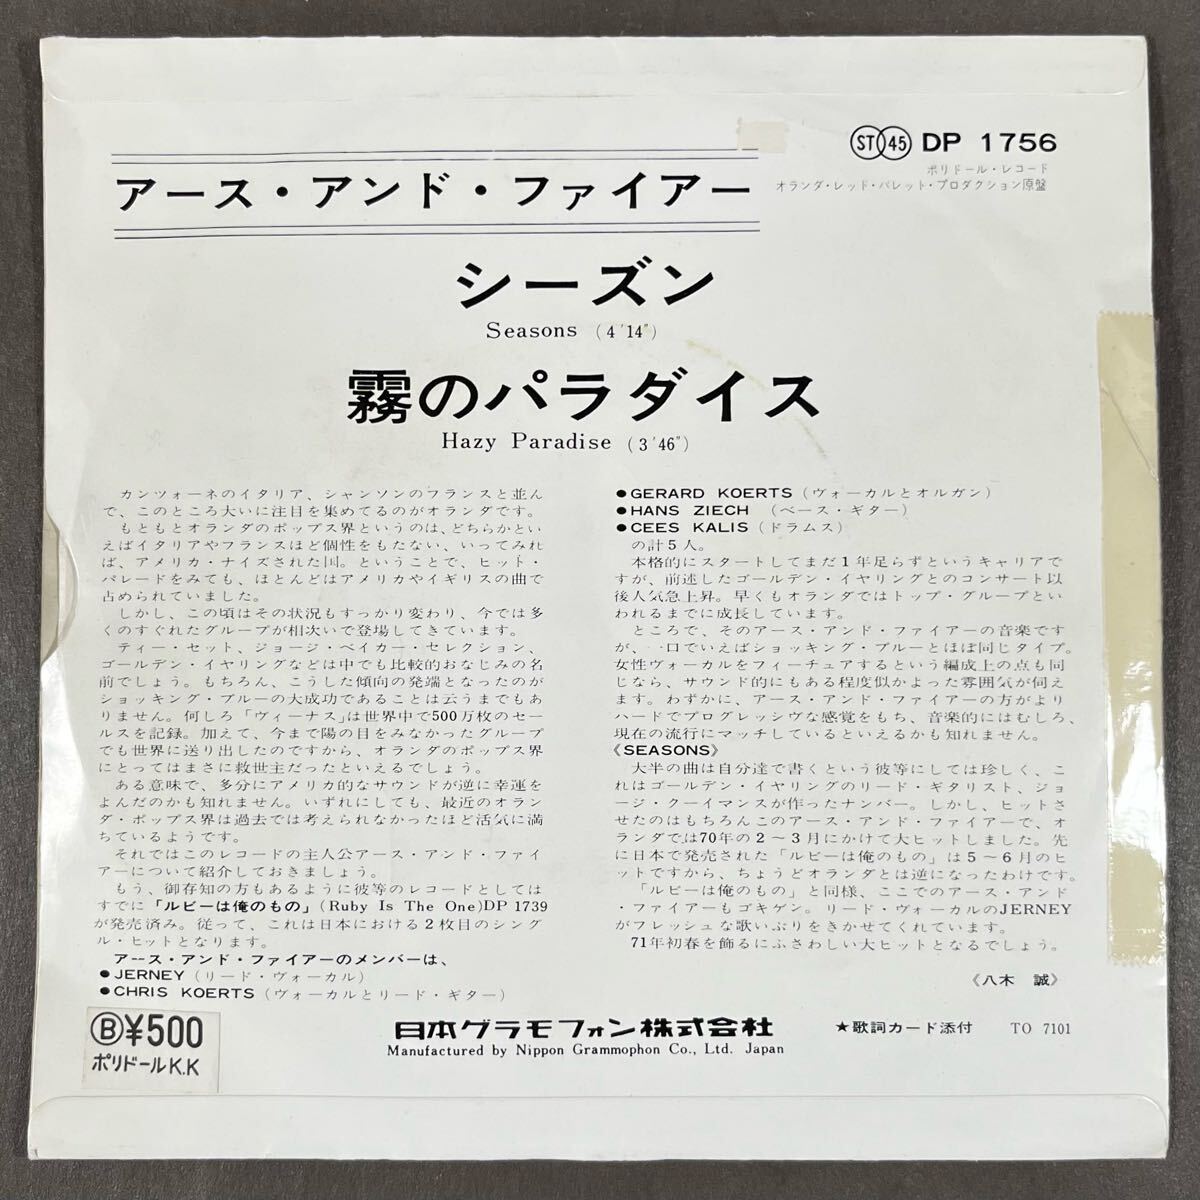 ST 45 DP 1756
ポリドール・レコード
オランダ・レッド・バレット・プロダクション原盤
アース・アンド・ファイアー
シーズン
Seasons (4'14")
霧のパラダイス
Hazy Paradise (3'46")
カンツォーネのイタリア、シャンソンのフランスと並ん
で、このところ大いに注目を集めてるのがオランダです。
もともとオランダのポップス界というのは、どちらかとい
えばイタリアやフランスほど個性をもたない、いってみれ
ば、アメリカ・ナイズされた国。ということで、ヒット・
パレードをみても、ほとんどはアメリカやイギリスの曲で
占められていました。
しかし、この頃はその状況もすっかり変わり、今では多
くのすぐれたグループが相次いで登場してきています。
ティー・セット、ジョージ・ベイカー・セレクション、
ゴールデン・イヤリングなどは中でも比較的おなじみの名
前でしょう。もちろん、こうした傾向の発端となったのが
ショッキング・ブルーの大成功であることは云うまでもあ
りません。何しろ「ヴィーナス」は世界中で500万枚のセー
ルスを記録。加えて、今まで陽の目をみなかったグループ
でも世界に送り出したのですから、オランダのポップス界
にとってはまさに救世主だったといえるでしょう。
ある意味で、多分にアメリカ的なサウンドが逆に幸運を
よんだのかも知れません。いずれにしても、最近のオラン
ダ・ポップス界は過去では考えられなかったほど活気に満
ちているようです。
それではこのレコードの主人公アース・アンド・ファイ
アーについて紹介しておきましょう。
もう、御存知の方もあるように彼等のレコードとしては
すでに「ルビーは俺のもの」(Ruby Is The One)DP 1739
が発売済み。従って、これは日本における2枚目のシング
ル・ヒットとなります。
アース・アンド・ファイアーのメンバーは、
●JERNEY(リード・ヴォーカル)
●CHRIS KOERTS(ヴォーカルとリード・ギター)
●GERARD KOERTS(ヴォーカルとオルガン)
●HANS ZIECH (ベース・ギター)
●CEES KALIS(ドラムス)
の計5人。
本格的にスタートしてまだ1年足らずというキャリアで
すが、前述したゴールデン・イヤリングとのコンサート以
後人気急上昇。早くもオランダではトップ・グループとい
われるまでに成長しています。
ところで、そのアース・アンド・ファイアーの音楽です
が、一口でいえばショッキング・ブルーとほぼ同じタイプ。
女性ヴォーカルをフィーチュアするという編成上の点も同
じなら、サウンド的にもある程度似かよった雰囲気が伺え
ます。わずかに、アース・アンド・ファイアーの方がより
ハードでプログレッシヴな感覚をもち、音楽的にはむしろ、
現在の流行にマッチしているといえるかも知れません。
《SEASONS》
大半の曲は自分達で書くという彼等にしては珍しく、こ
れはゴールデン・イヤリングのリード・ギタリスト、ジョ
ージ・クーイマンスが作ったナンバー。しかし、ヒットさ
せたのはもちろんこのアース・アンド・ファイアーで、オ
ランダでは70年の2〜3月にかけて大ヒットしました。先
に日本で発売された「ルビーは俺のもの」は5〜6月のヒ
ットですから、ちょうどオランダとは逆になったわけです。
「ルビーは俺のもの」と同様、ここでのアース・アンド
・ファイアーもゴキゲン。リード・ヴォーカルのJERNEY
がフレッシュな歌いぶりをきかせてくれています。
71年初春を飾るにふさわしい大ヒットとなるでしょう。
《八木 誠》
Ⓑ¥500
ポリドールK.K
日本グラモフォン株式会社
Manufactured by Nippon Grammophon Co., Ltd. Japan
★歌詞カード添付 TO 7101